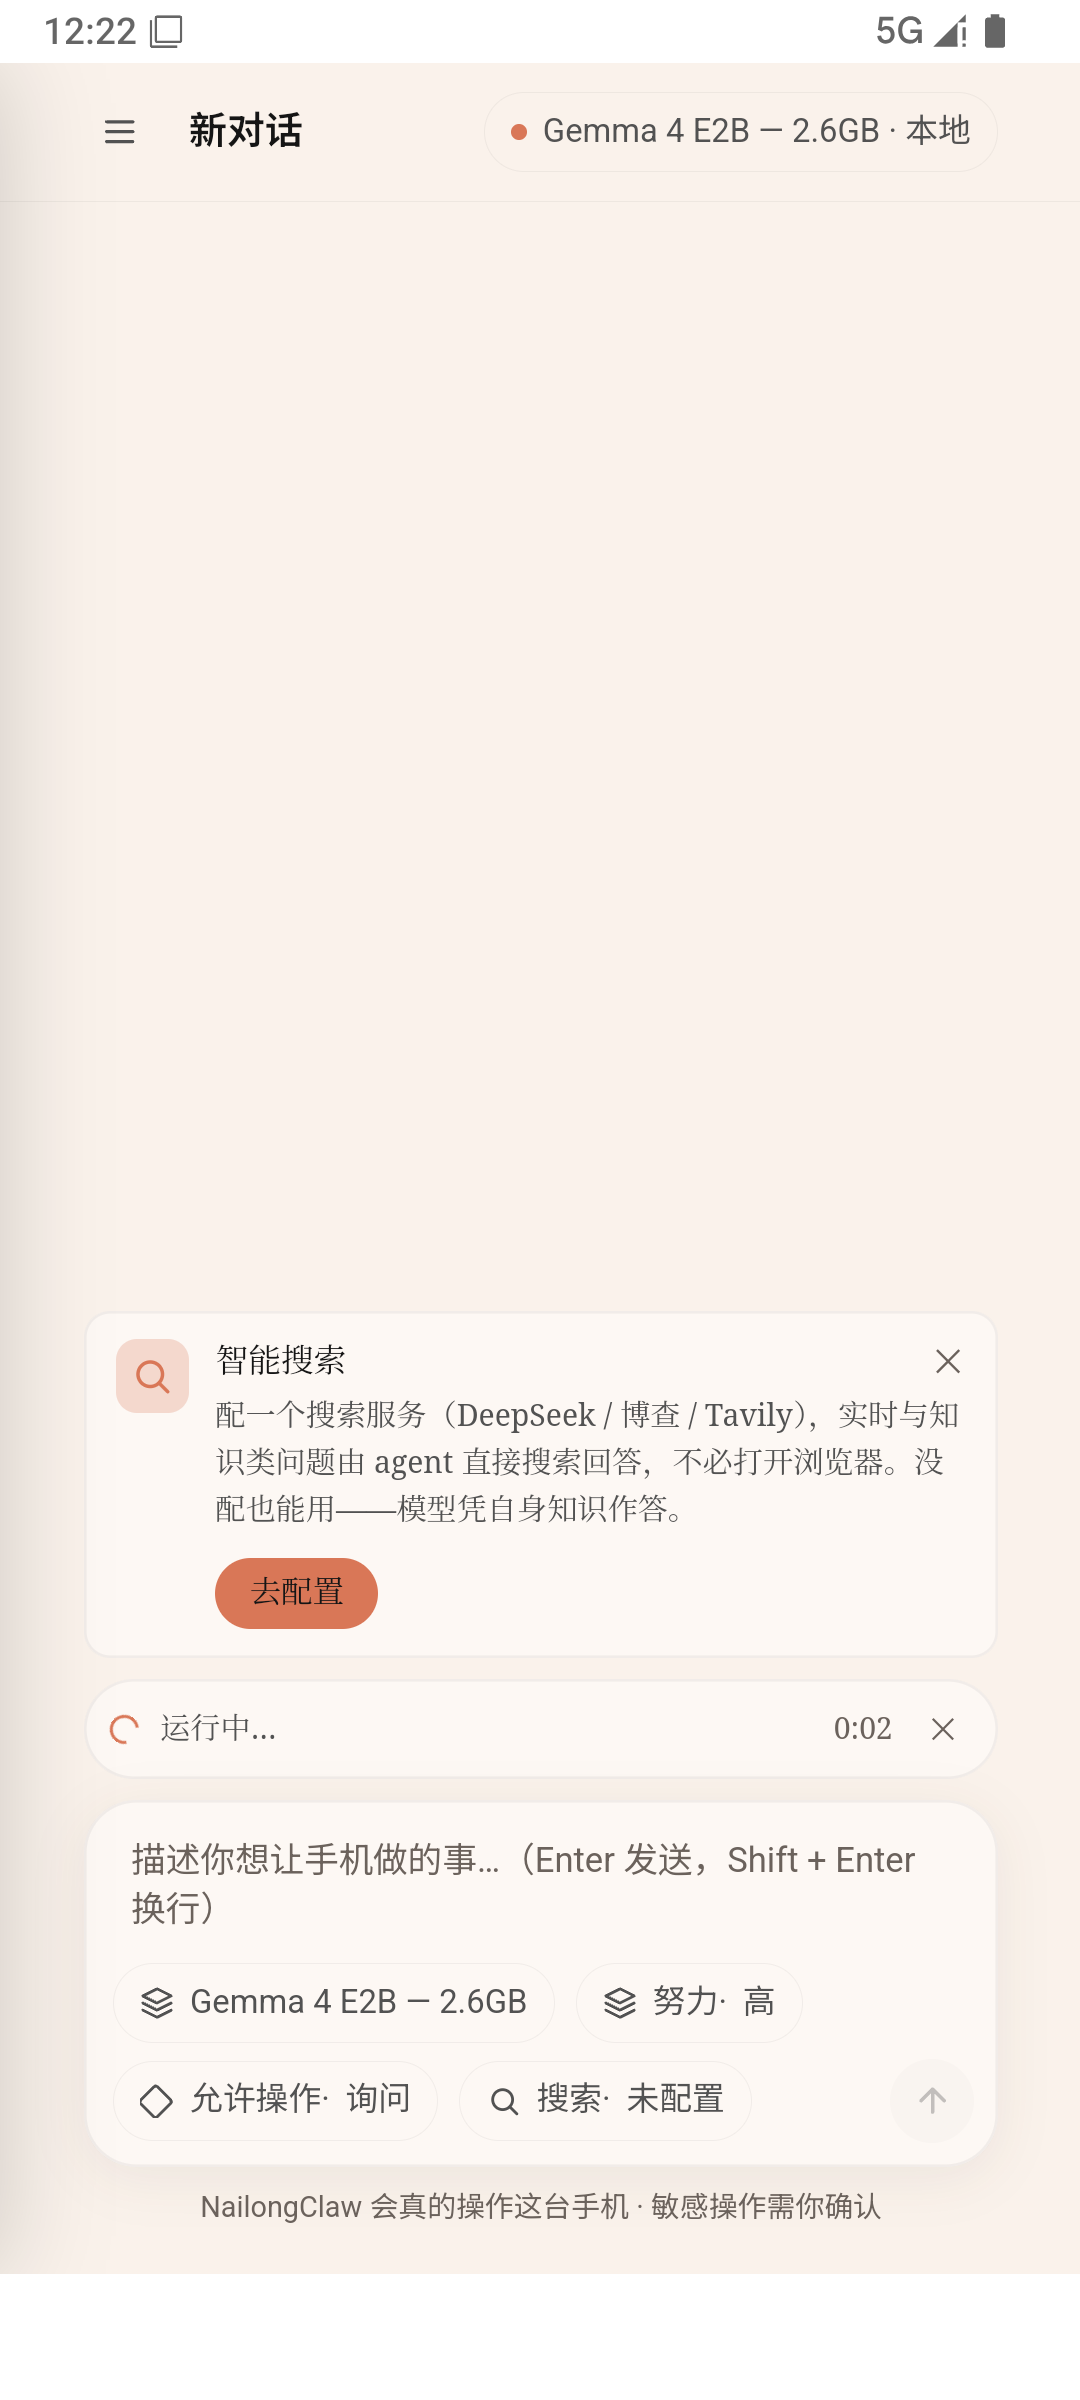 12:22
5G
新对话
Gemma 4 E2B — 2.6GB · 本地
智能搜索
配一个搜索服务（DeepSeek / 博查 / Tavily），实时与知
识类问题由 agent 直接搜索回答，不必打开浏览器。没
配也能用——模型凭自身知识作答。
去配置
运行中...
0:02
描述你想让手机做的事...（Enter 发送，Shift + Enter
换行）
Gemma 4 E2B — 2.6GB
努力· 高
允许操作· 询问
搜索· 未配置
NailongClaw 会真的操作这台手机 · 敏感操作需你确认